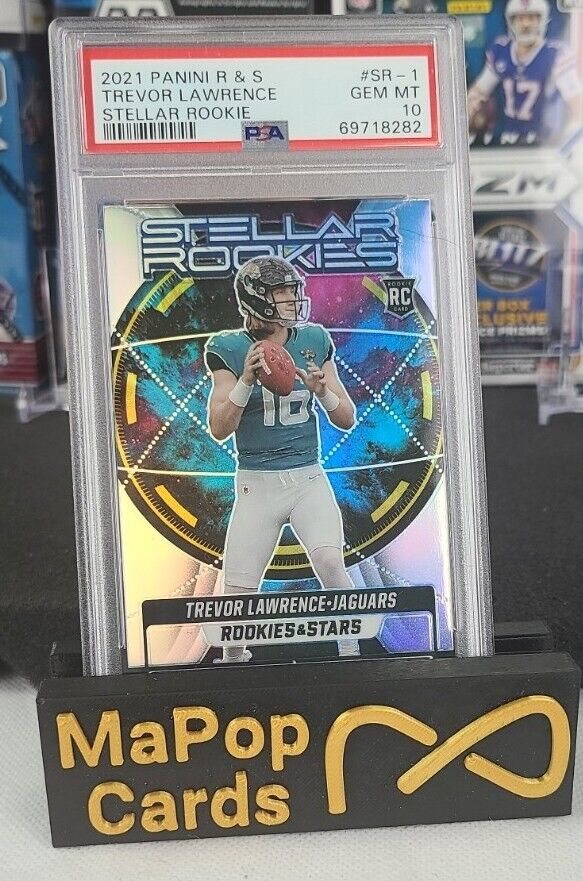 2021 PANINI R & S #SR-1
TREVOR LAWRENCE GEM MT
STELLAR ROOKIE 10
PSA 69718282
STELLAR
ROOKIES
ROOKIE
RC
CARD
16
17
TREVOR LAWRENCE-JAGUARS
ROOKIES&STARS
MaPop
Cards